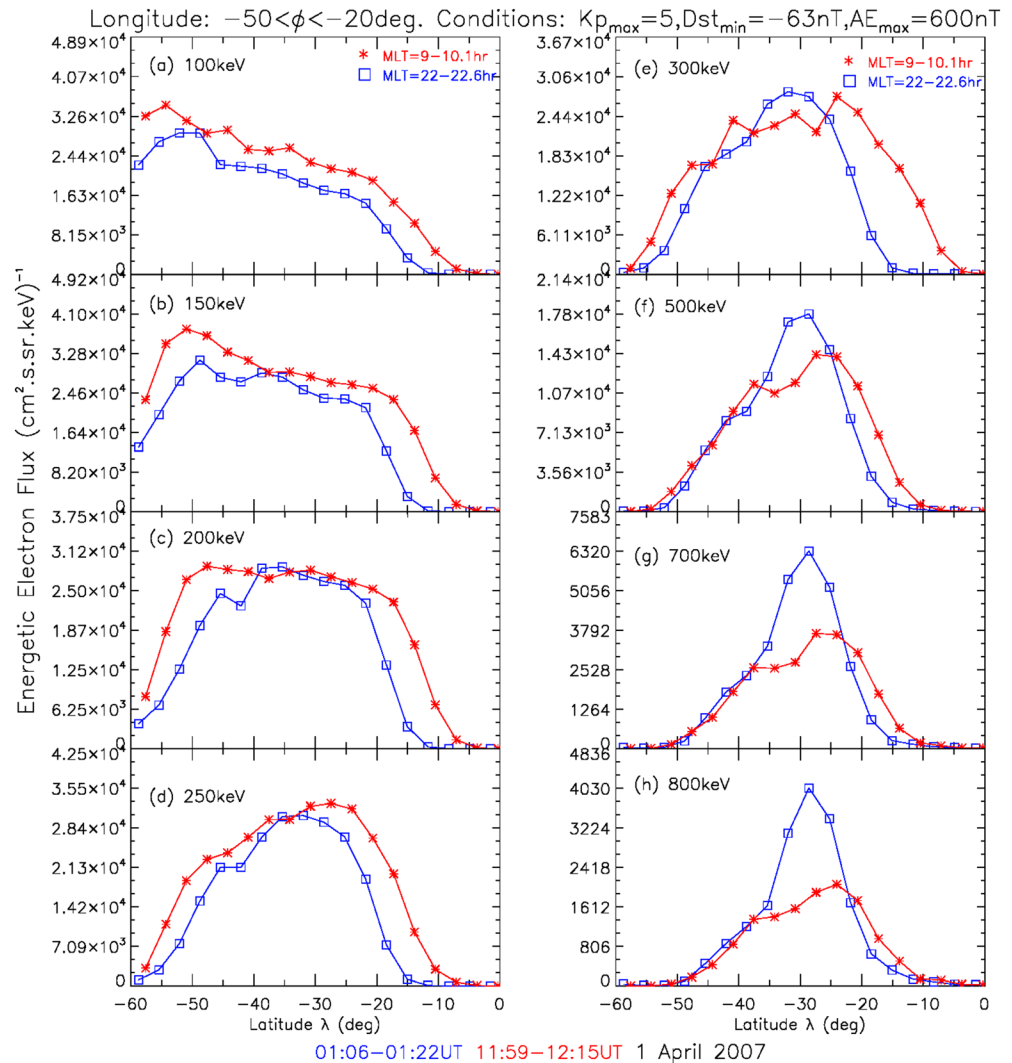 Longitude: −50<ϕ<−20deg. Conditions: Kpmax=5,Dstmin=−63nT,AEmax=600nT
Energetic Electron Flux (cm².s.sr.keV)⁻¹
4.89×10⁴
(a) 100keV
MLT=9−10.1hr
MLT=22−22.6hr
4.07×10⁴
3.26×10⁴
2.44×10⁴
1.63×10⁴
8.15×10³
0
4.92×10⁴
(b) 150keV
4.10×10⁴
3.28×10⁴
2.46×10⁴
1.64×10⁴
8.20×10³
0
3.75×10⁴
(c) 200keV
3.12×10⁴
2.50×10⁴
1.87×10⁴
1.25×10⁴
6.25×10³
0
4.25×10⁴
(d) 250keV
3.55×10⁴
2.84×10⁴
2.13×10⁴
1.42×10⁴
7.09×10³
0
−60 −50 −40 −30 −20 −10 0
Latitude λ (deg)
3.67×10⁴
(e) 300keV
MLT=9−10.1hr
MLT=22−22.6hr
3.06×10⁴
2.44×10⁴
1.83×10⁴
1.22×10⁴
6.11×10³
0
2.14×10⁴
(f) 500keV
1.78×10⁴
1.43×10⁴
1.07×10⁴
7.13×10³
3.56×10³
0
7583
(g) 700keV
6320
5056
3792
2528
1264
0
4836
(h) 800keV
4030
3224
2418
1612
806
0
−60 −50 −40 −30 −20 −10 0
Latitude λ (deg)
01:06−01:22UT 11:59−12:15UT 1 April 2007